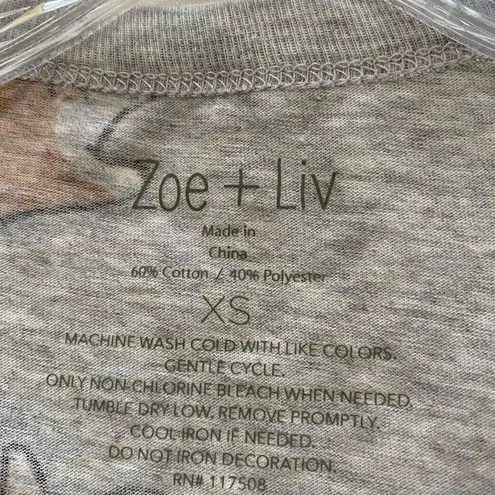 Zoe + Liv
Made in
China
60% Cotton / 40% Polyester
XS
MACHINE WASH COLD WITH LIKE COLORS.
GENTLE CYCLE.
ONLY NON-CHLORINE BLEACH WHEN NEEDED,
TUMBLE DRY LOW. REMOVE PROMPTLY.
COOL IRON IF NEEDED.
DO NOT IRON DECORATION.
RN# 117508